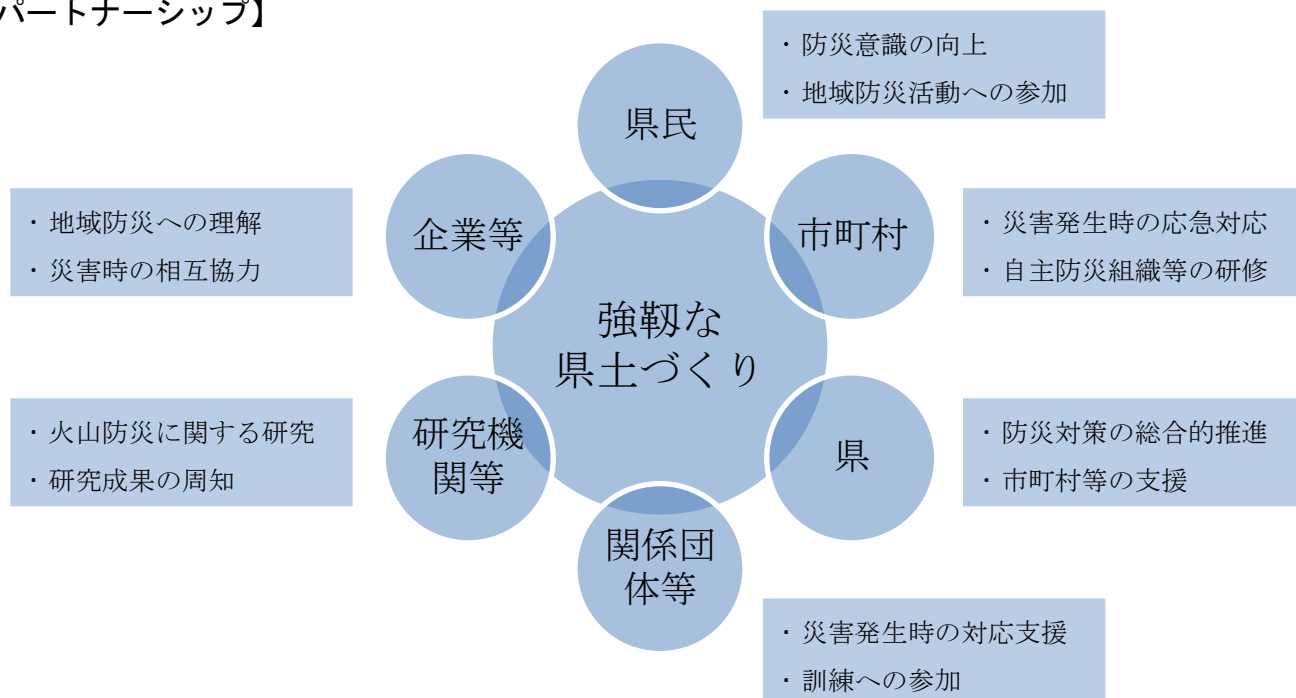 パートナーシップ】
・防災意識の向上
・地域防災活動への参加
県民
企業等
・地域防災への理解
・災害時の相互協力
市町村
・災害発生時の応急対応
・自主防災組織等の研修
強靱な
県土づくり
研究機
関等
・火山防災に関する研究
・研究成果の周知
県
・防災対策の総合的推進
・市町村等の支援
関係団
体等
・災害発生時の対応支援
・訓練への参加